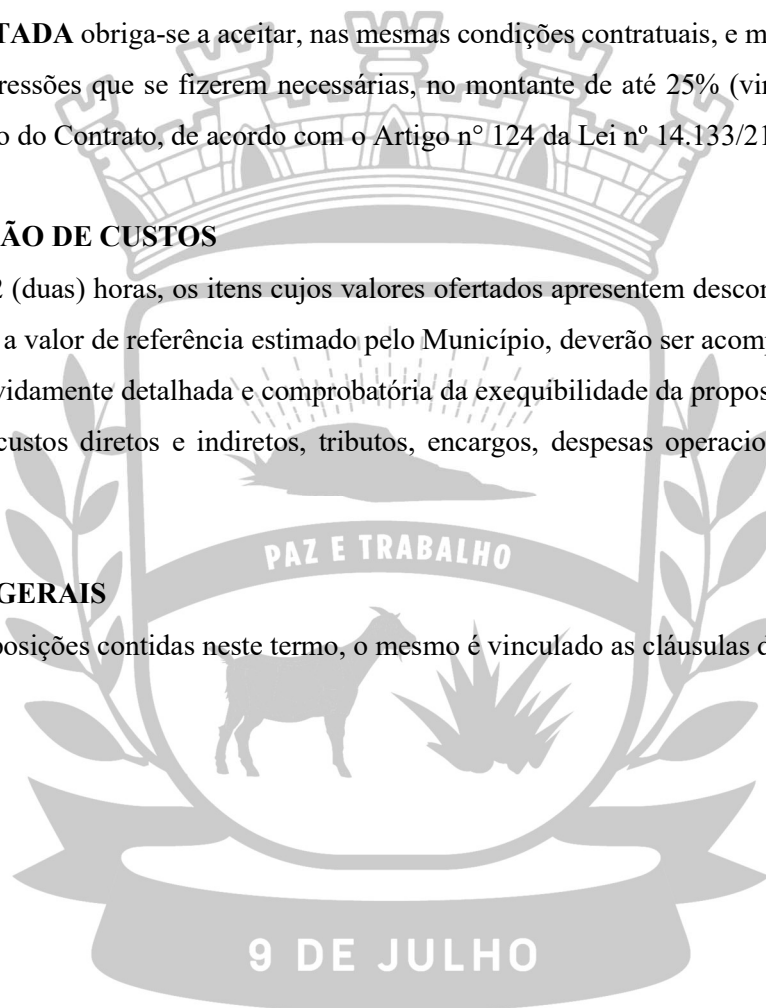 TADA obriga-se a aceitar, nas mesmas condições contratuais, e m
ressões que se fizerem necessárias, no montante de até 25% (vin
o do Contrato, de acordo com o Artigo n° 124 da Lei nº 14.133/21
ÃO DE CUSTOS
2 (duas) horas, os itens cujos valores ofertados apresentem descon
a valor de referência estimado pelo Município, deverão ser acomp
vidamente detalhada e comprobatória da exequibilidade da propos
custos diretos e indiretos, tributos, encargos, despesas operacio
PAZ E TRABALHO
GERAIS
posições contidas neste termo, o mesmo é vinculado as cláusulas d
9 DE JULHO